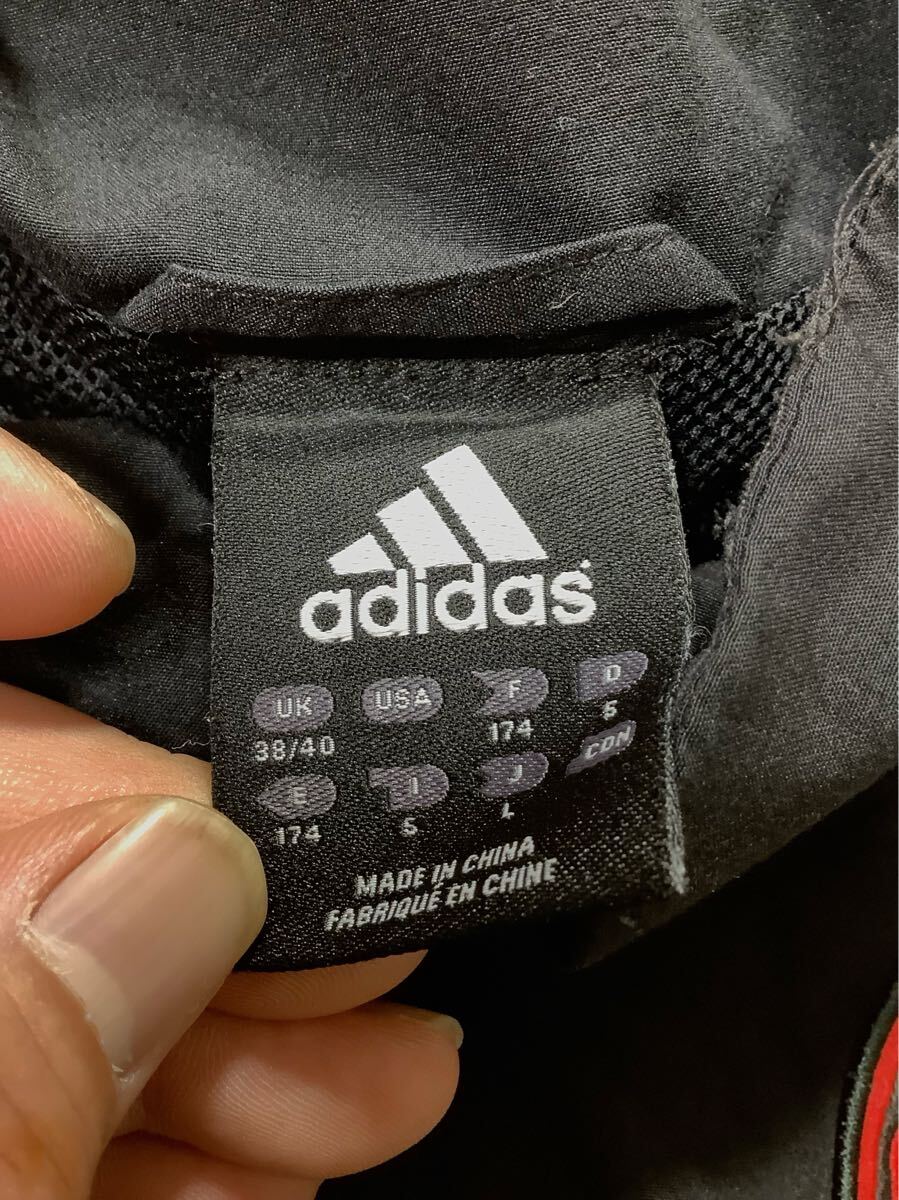 adidas
UK USA F D
38/40 174 5
E I J CDN
174 5 L
MADE IN CHINA
FABRIQUÉ EN CHINE